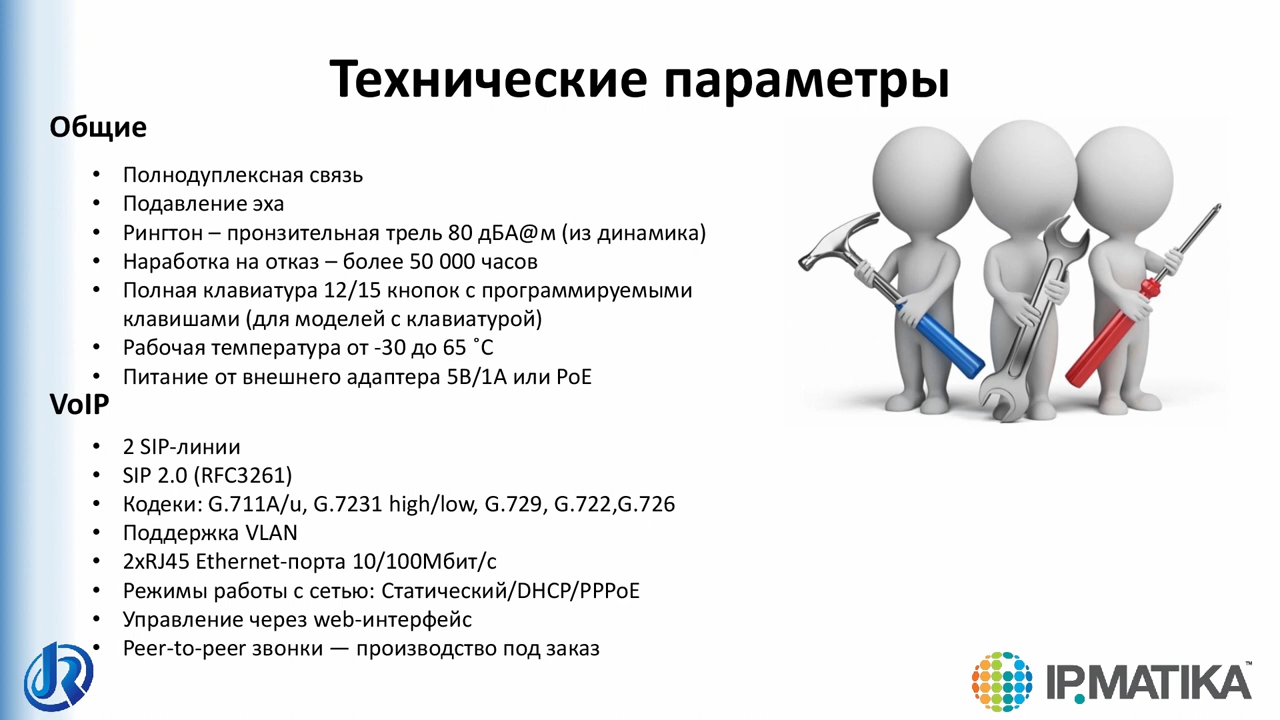 Технические параметры
Общие
• Полнодуплексная связь
• Подавление эха
• Рингтон – пронзительная трель 80 дБА@м (из динамика)
• Наработка на отказ – более 50 000 часов
• Полная клавиатура 12/15 кнопок с программируемыми
клавишами (для моделей с клавиатурой)
• Рабочая температура от -30 до 65 ˚С
• Питание от внешнего адаптера 5В/1А или PoE
VoIP
• 2 SIP-линии
• SIP 2.0 (RFC3261)
• Кодеки: G.711A/u, G.7231 high/low, G.729, G.722,G.726
• Поддержка VLAN
• 2xRJ45 Ethernet-порта 10/100Мбит/с
• Режимы работы с сетью: Статический/DHCP/PPPoE
• Управление через web-интерфейс
• Peer-to-peer звонки — производство под заказ
JR
IPMATIKA™